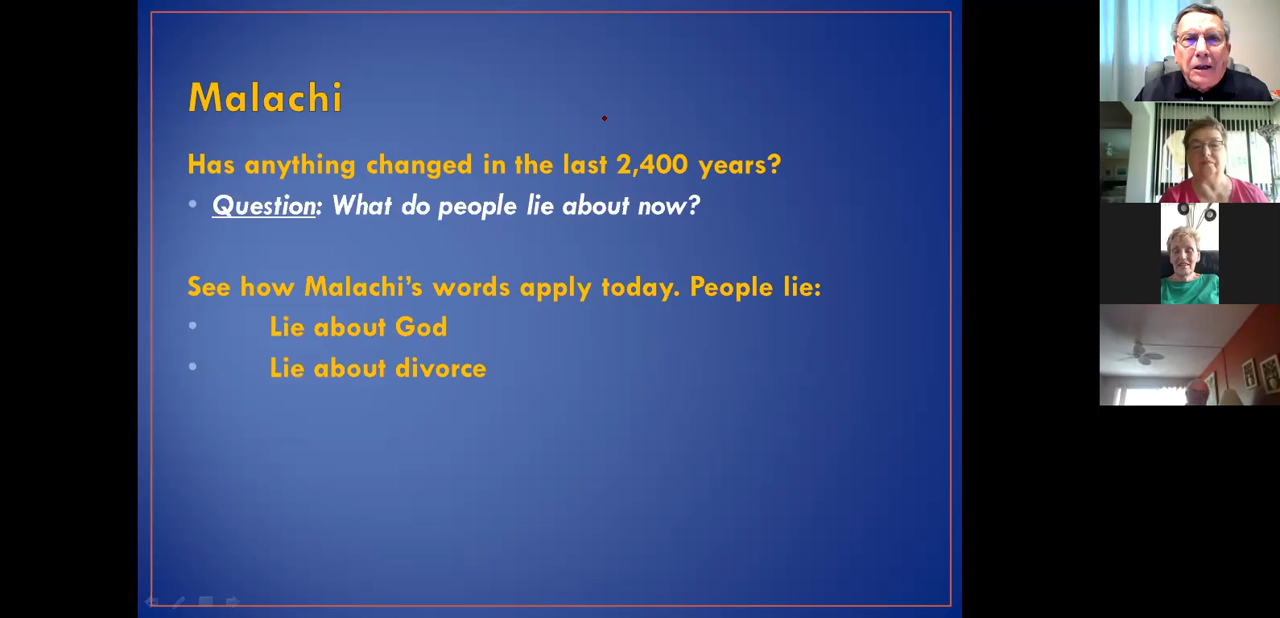 Malachi
Has anything changed in the last 2,400 years?
• Question: What do people lie about now?
See how Malachi’s words apply today. People lie:
• Lie about God
• Lie about divorce